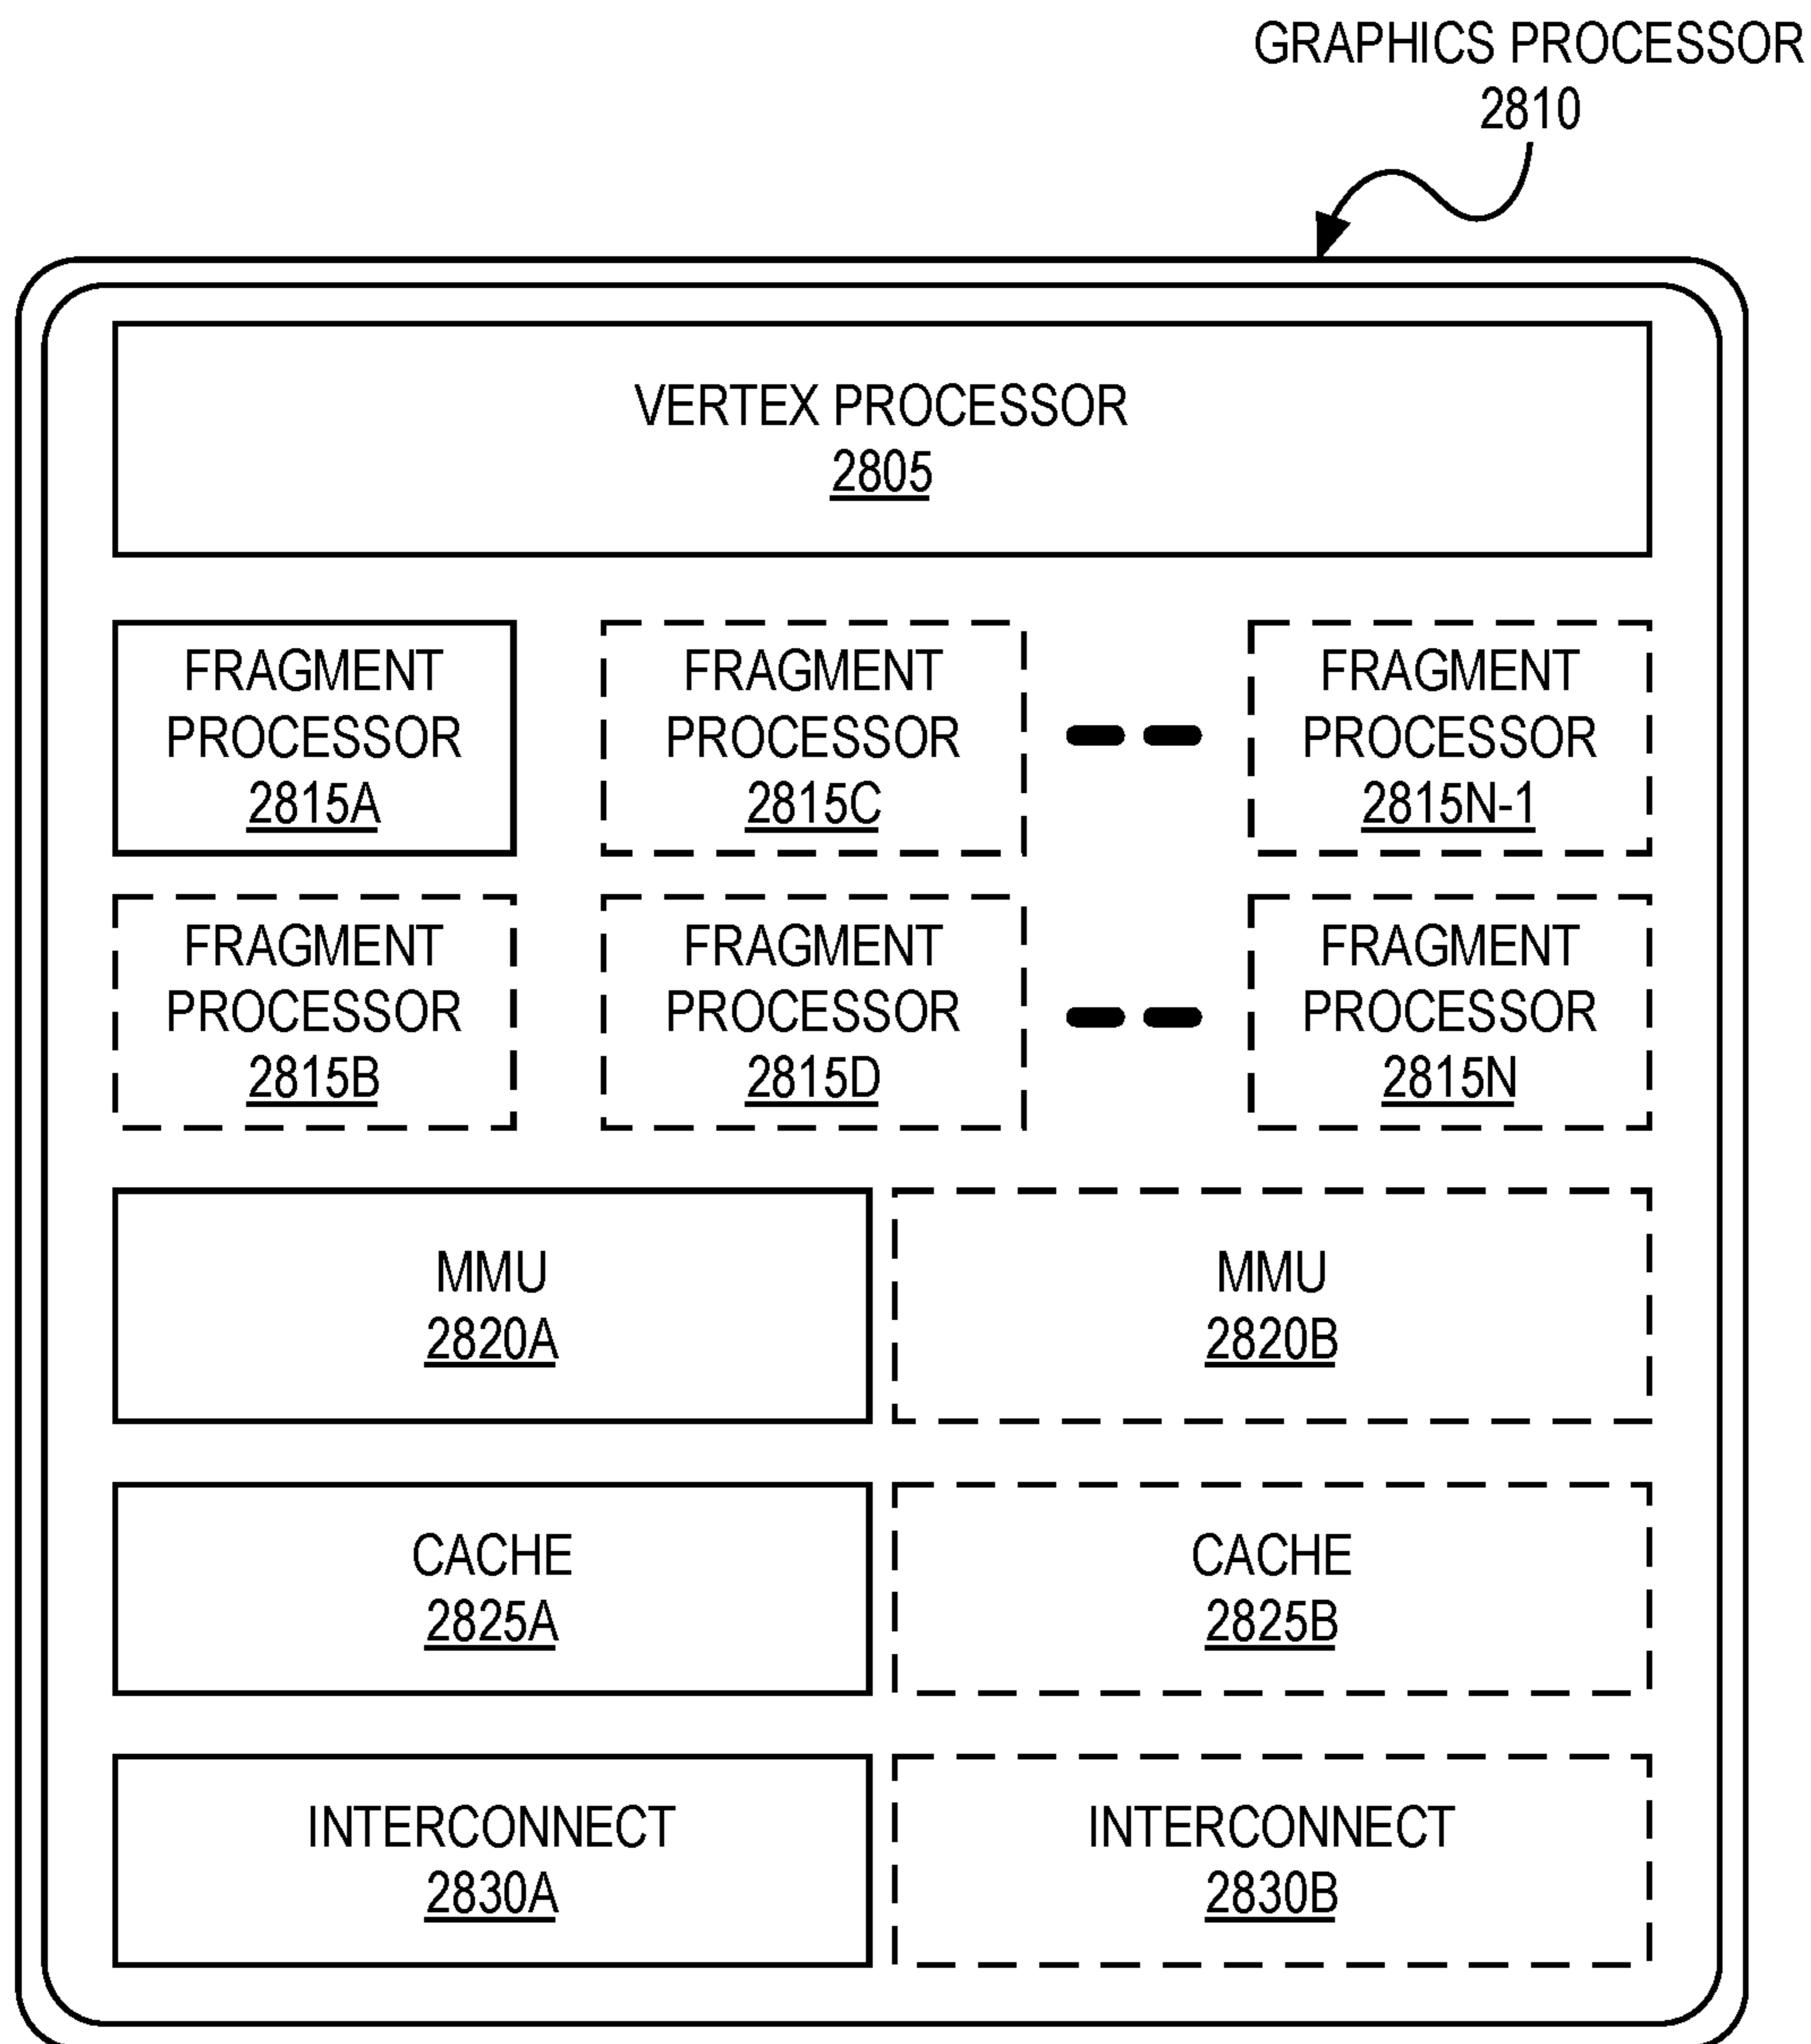 GRAPHICS PROCESSOR
2810
VERTEX PROCESSOR
2805
FRAGMENT
PROCESSOR
2815A
FRAGMENT
PROCESSOR
2815C
FRAGMENT
PROCESSOR
2815N-1
FRAGMENT
PROCESSOR
2815B
FRAGMENT
PROCESSOR
2815D
FRAGMENT
PROCESSOR
2815N
MMU
2820A
MMU
2820B
CACHE
2825A
CACHE
2825B
INTERCONNECT
2830A
INTERCONNECT
2830B